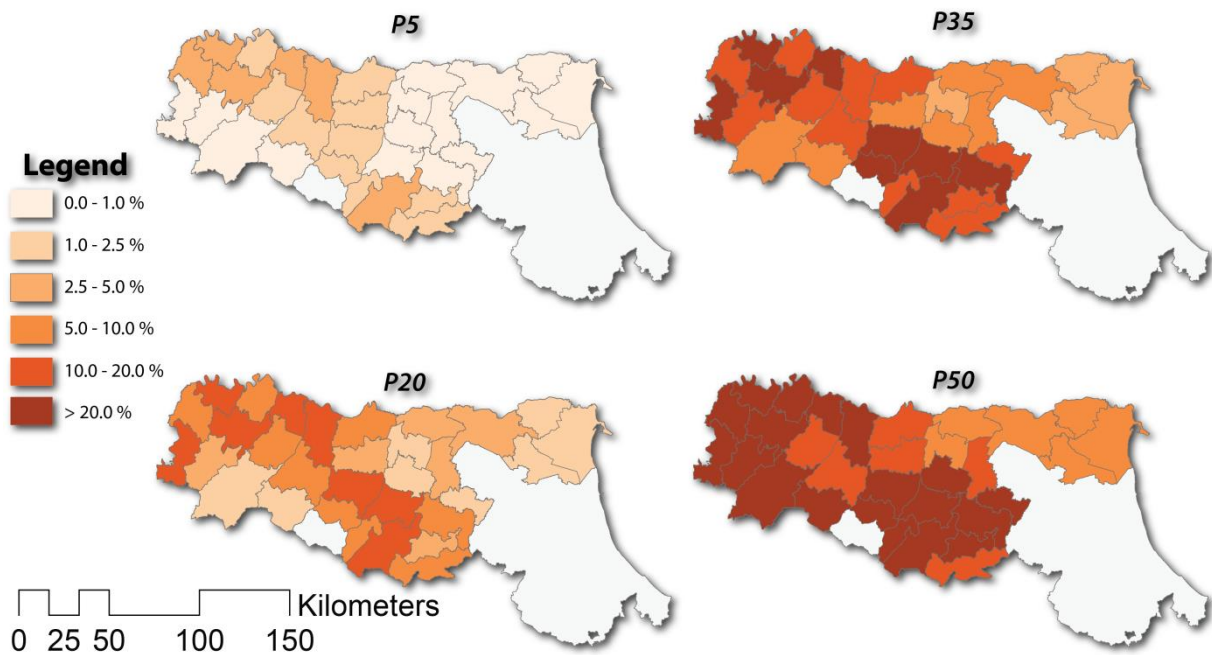 P5
P35
Legend
0.0 - 1.0 %
1.0 - 2.5 %
2.5 - 5.0 %
5.0 - 10.0 %
10.0 - 20.0 %
> 20.0 %
P20
P50
Kilometers
0 25 50 100 150